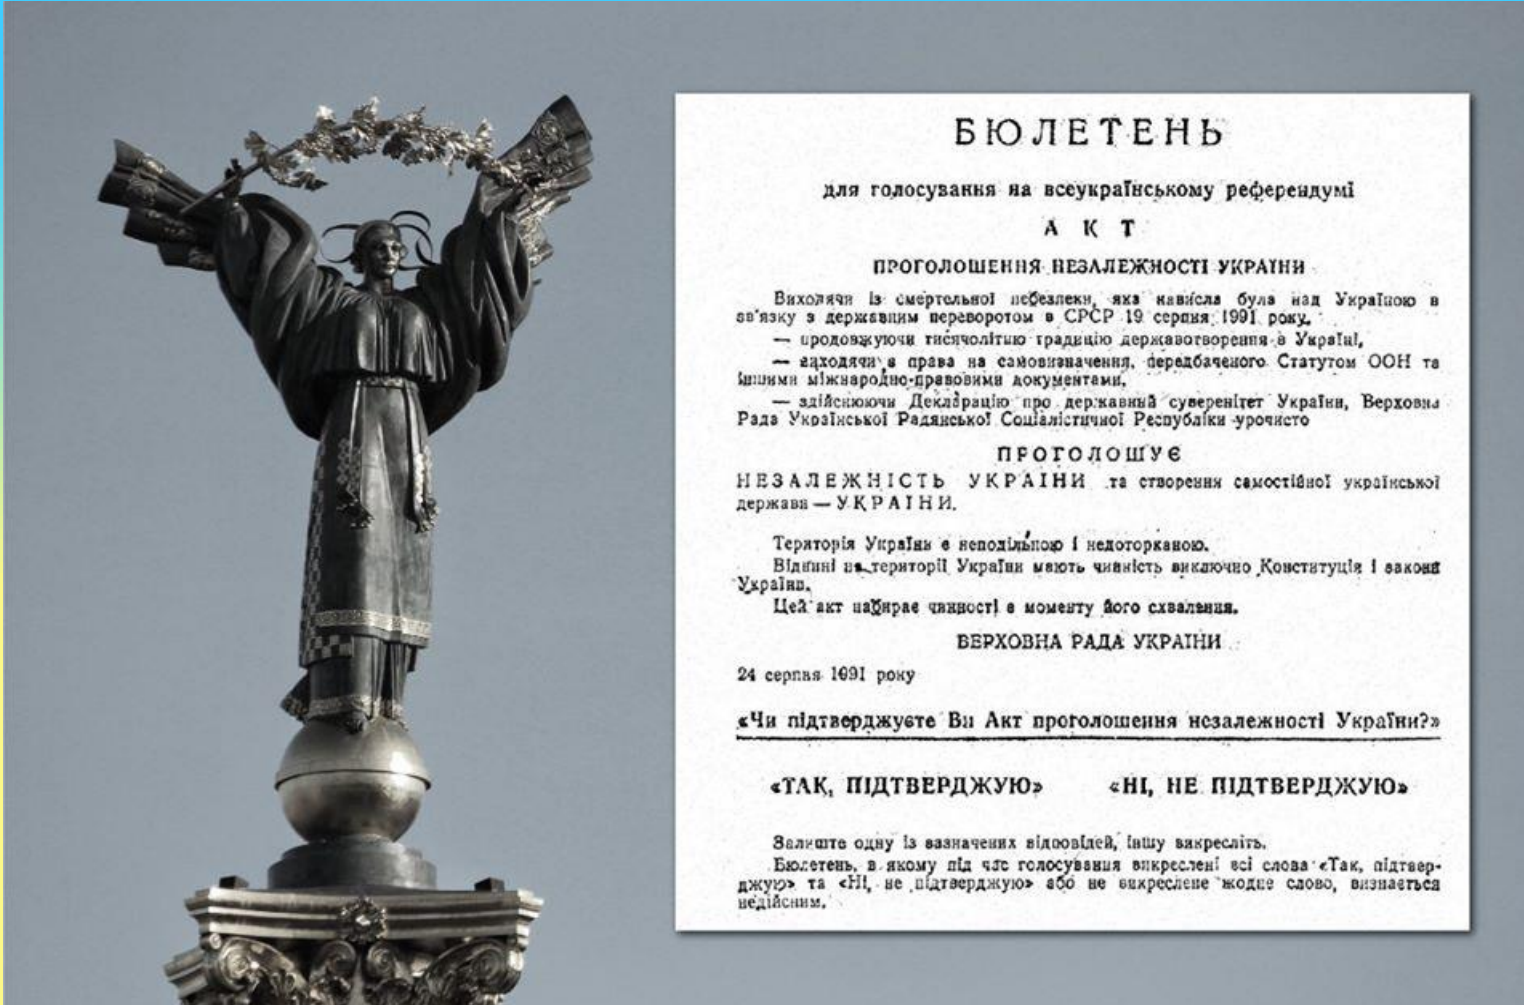 БЮЛЕТЕНЬ
для голосування на всеукраїнському референдумі
АКТ
ПРОГОЛОШЕННЯ НЕЗАЛЕЖНОСТІ УКРАЇНИ
Виходячи із смертельної небезпеки, яка нависла була над Україною в
зв'язку з державним переворотом в СРСР 19 серпня 1991 року,
— продовжуючи тисячолітню традицію державотворення в Україні,
— виходячи з права на самовизначення, передбаченого Статутом ООН та
іншими міжнародно-правовими документами,
— здійснюючи Декларацію про державний суверенітет України, Верховна
Рада Української Радянської Соціалістичної Республіки урочисто
ПРОГОЛОШУЄ
НЕЗАЛЕЖНІСТЬ УКРАЇНИ та створення самостійної української
держави — УКРАЇНИ.
Територія України є неподільною і недоторканою.
Віднині на території України мають чинність виключно Конституція і закони
України.
Цей акт набирає чинності з моменту його схвалення.
ВЕРХОВНА РАДА УКРАЇНИ
24 серпня 1991 року
«Чи підтверджуєте Ви Акт проголошення незалежності України?»
«ТАК, ПІДТВЕРДЖУЮ» «НІ, НЕ ПІДТВЕРДЖУЮ»
Залиште одну із зазначених відповідей, іншу викресліть.
Бюлетень, в якому під час голосування викреслені всі слова «Так, підтвер-
джую» та «Ні, не підтверджую» або не викреслене жодне слово, визнається
недійсним.